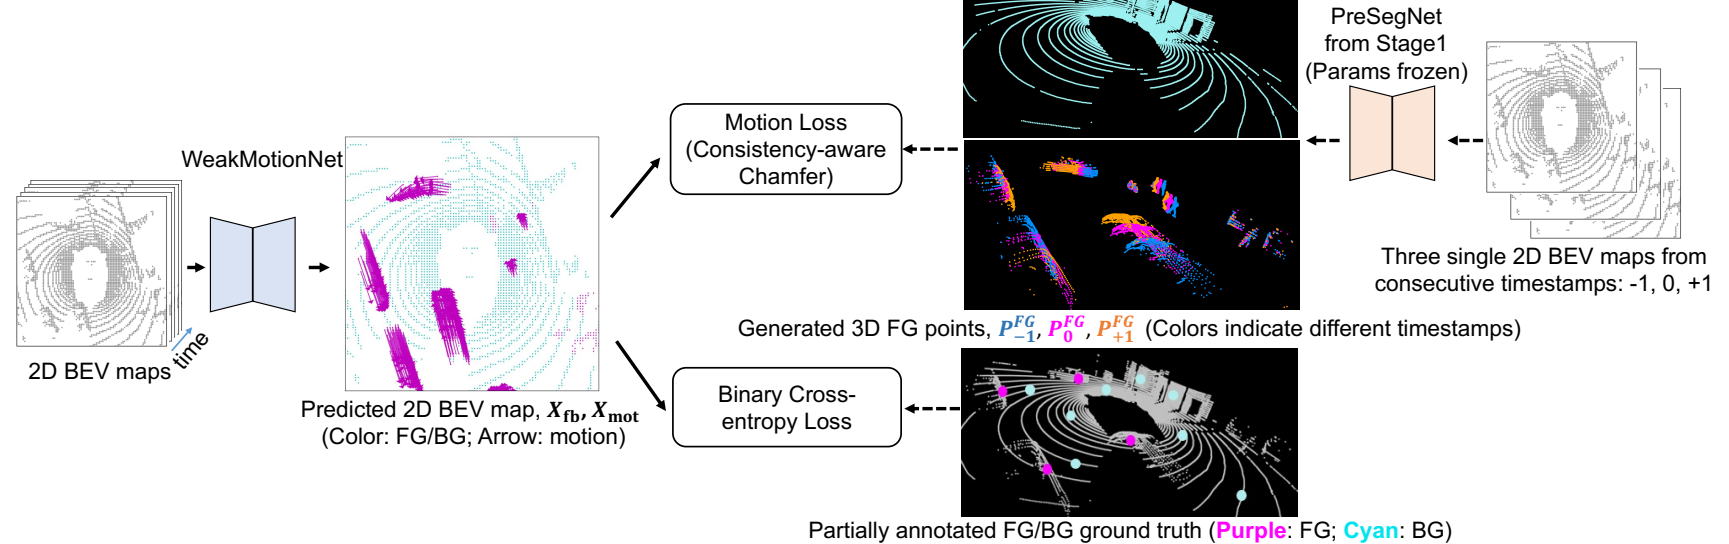 WeakMotionNet
2D BEV maps
time
Predicted 2D BEV map, X_fb, X_mot
(Color: FG/BG; Arrow: motion)
Motion Loss
(Consistency-aware
Chamfer)
Binary Cross-
entropy Loss
PreSegNet
from Stage1
(Params frozen)
Three single 2D BEV maps from
consecutive timestamps: -1, 0, +1
Generated 3D FG points, P_{-1}^{FG}, P_0^{FG}, P_{+1}^{FG} (Colors indicate different timestamps)
Partially annotated FG/BG ground truth (Purple: FG; Cyan: BG)